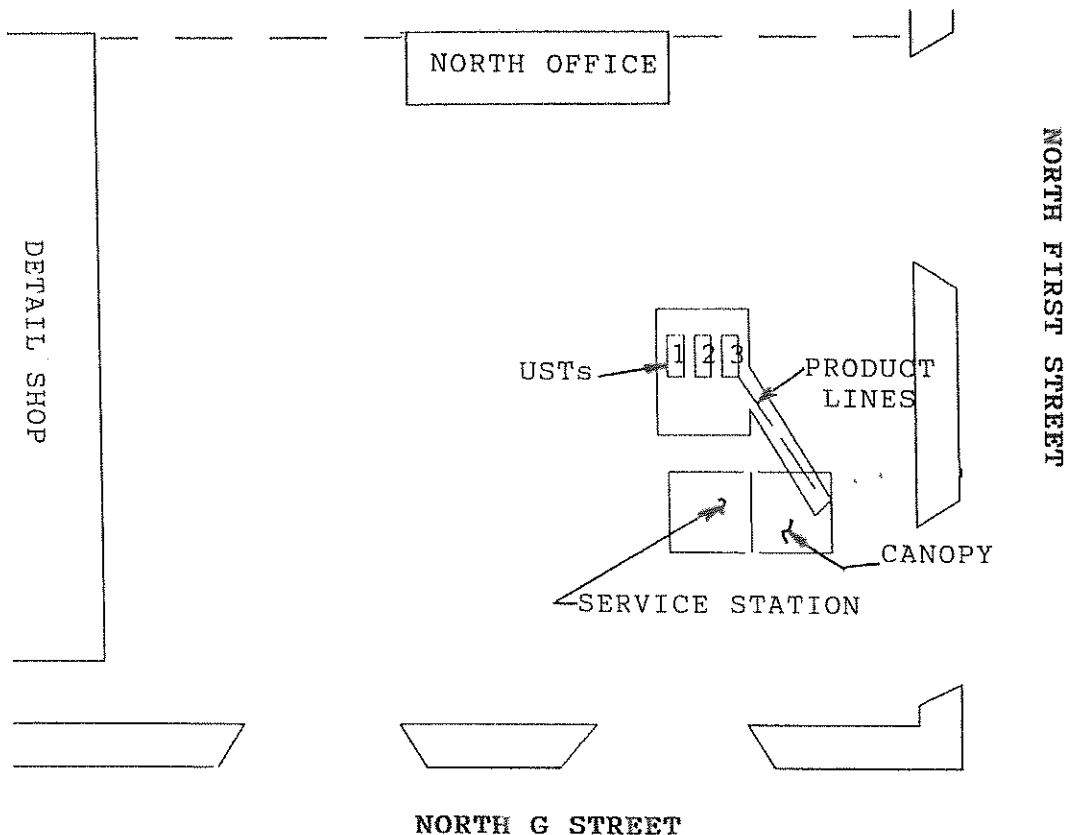 NORTH OFFICE
NORTH FIRST STREET
DETAIL SHOP
USTs
1 2 3
PRODUCT
LINES
CANOPY
SERVICE STATION
NORTH G STREET